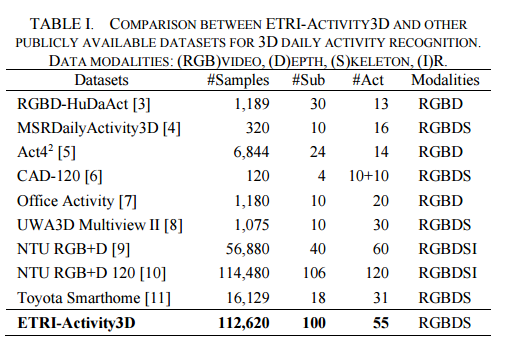 TABLE I. COMPARISON BETWEEN ETRI-ACTIVITY3D AND OTHER
PUBLICLY AVAILABLE DATASETS FOR 3D DAILY ACTIVITY RECOGNITION.
DATA MODALITIES: (RGB)VIDEO, (D)EPTH, (S)KELETON, (I)R.
Datasets #Samples #Sub #Act Modalities
RGBD-HuDaAct [3] 1,189 30 13 RGBD
MSRDailyActivity3D [4] 320 10 16 RGBDS
Act4² [5] 6,844 24 14 RGBD
CAD-120 [6] 120 4 10+10 RGBDS
Office Activity [7] 1,180 10 20 RGBD
UWA3D Multiview II [8] 1,075 10 30 RGBDS
NTU RGB+D [9] 56,880 40 60 RGBDSI
NTU RGB+D 120 [10] 114,480 106 120 RGBDSI
Toyota Smarthome [11] 16,129 18 31 RGBDS
ETRI-Activity3D 112,620 100 55 RGBDS